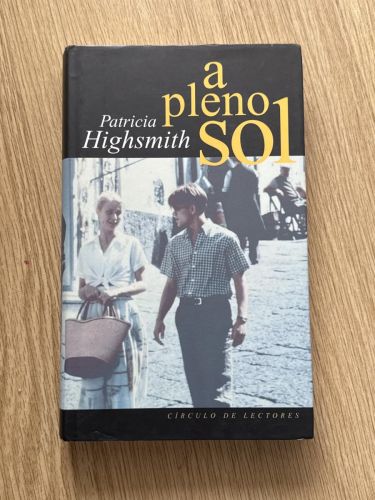 a
pleno
sol
Patricia
Highsmith
CÍRCULO DE LECTORES